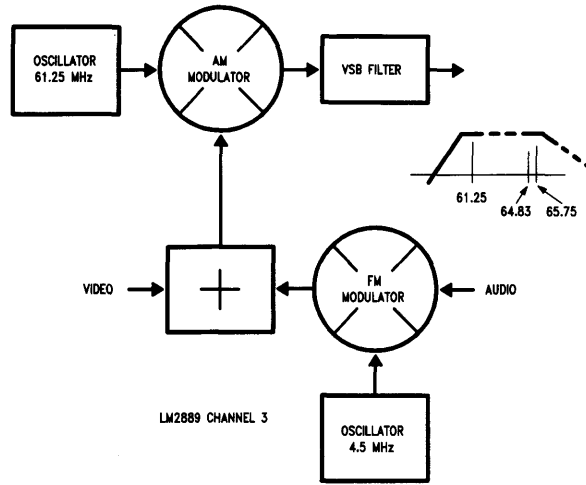 OSCILLATOR
61.25 MHz
AM
MODULATOR
VSB FILTER
61.25
64.83
65.75
VIDEO
FM
MODULATOR
AUDIO
LM2889 CHANNEL 3
OSCILLATOR
4.5 MHz